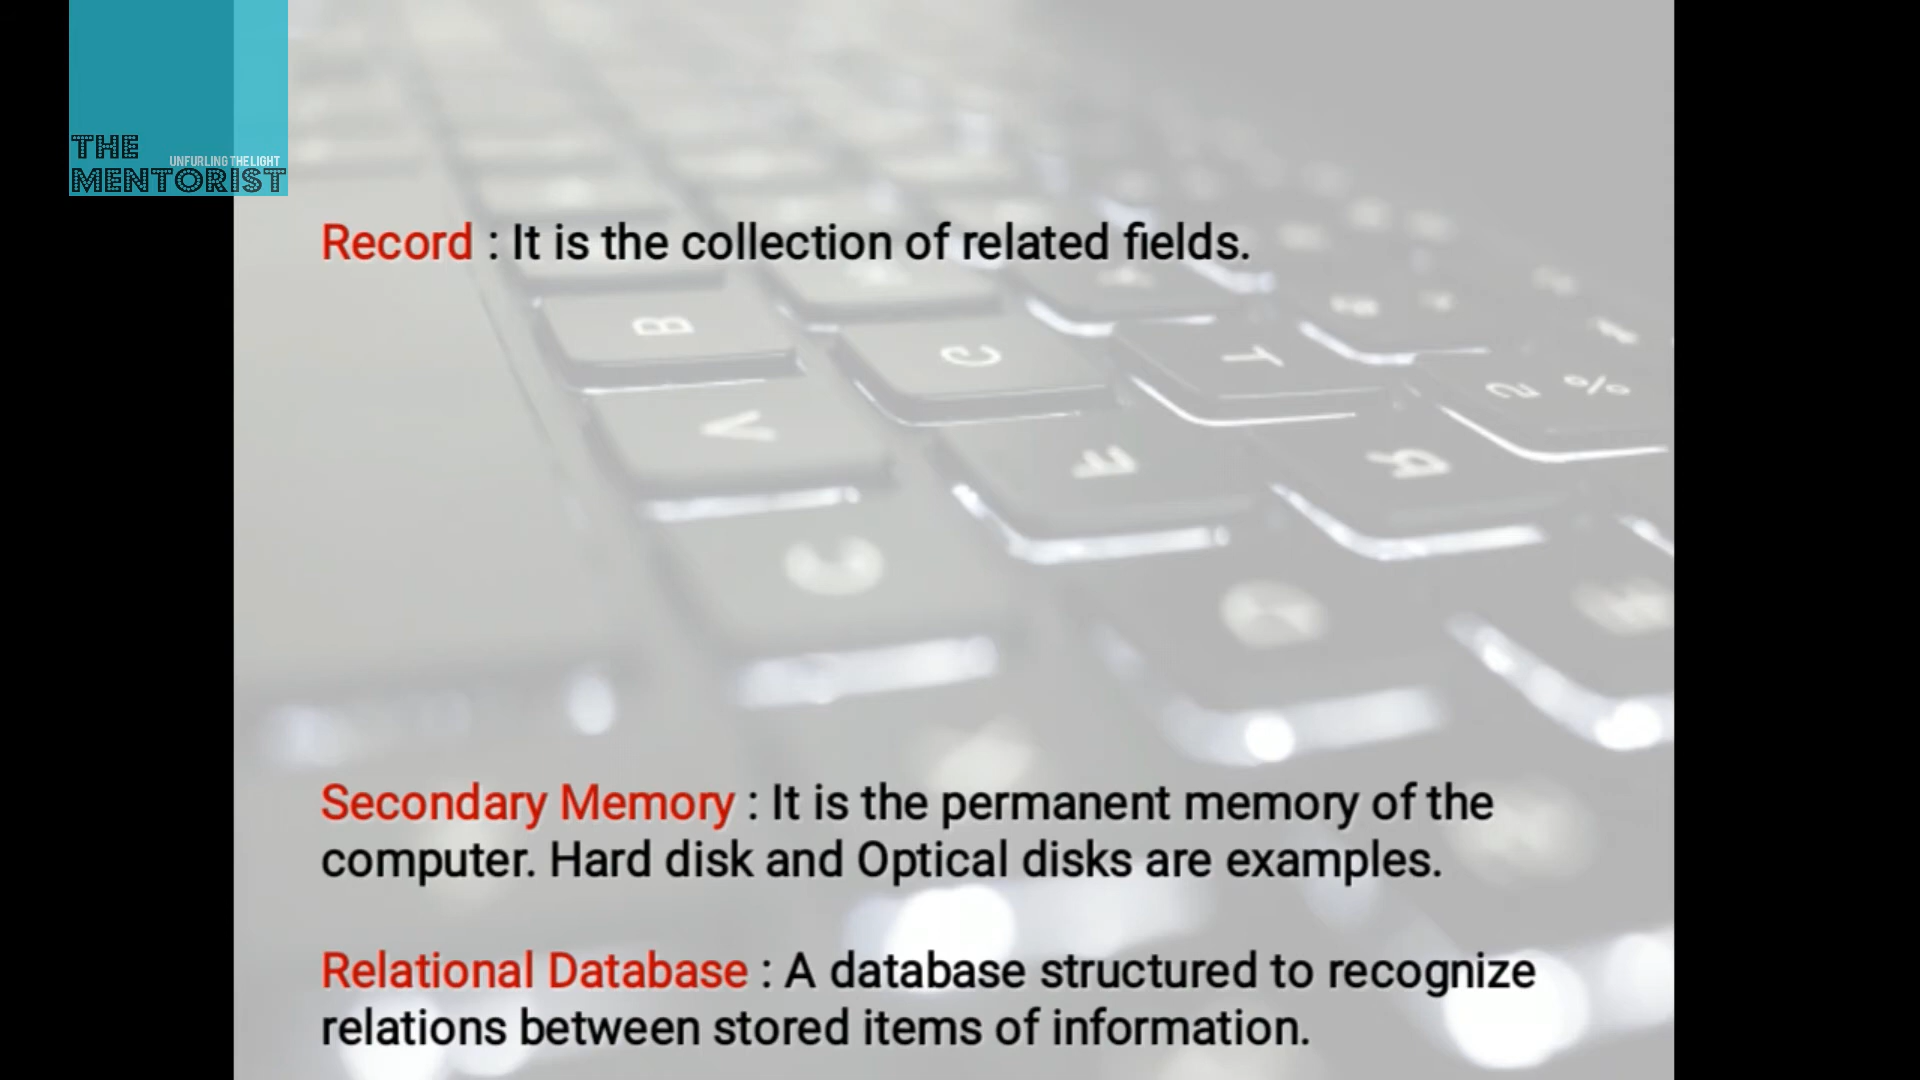 THE
UNFURLING THE LIGHT
MENTORIST
Record : It is the collection of related fields.
B
C
T
2 %
V
F
R
C
D
Secondary Memory : It is the permanent memory of the
computer. Hard disk and Optical disks are examples.
Relational Database : A database structured to recognize
relations between stored items of information.